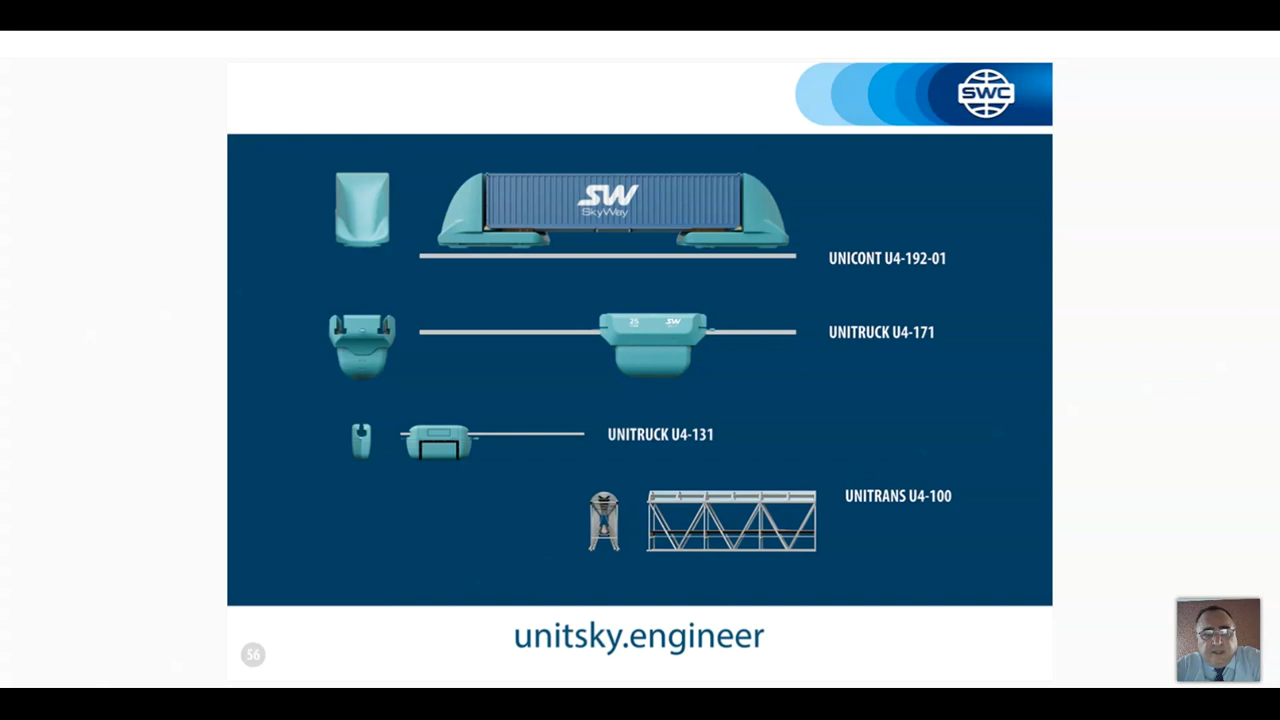 SWC
SW
SkyWay
UNICONT U4-192-01
25
SW
UNITRUCK U4-171
UNITRUCK U4-131
UNITRANS U4-100
unitsky.engineer
56